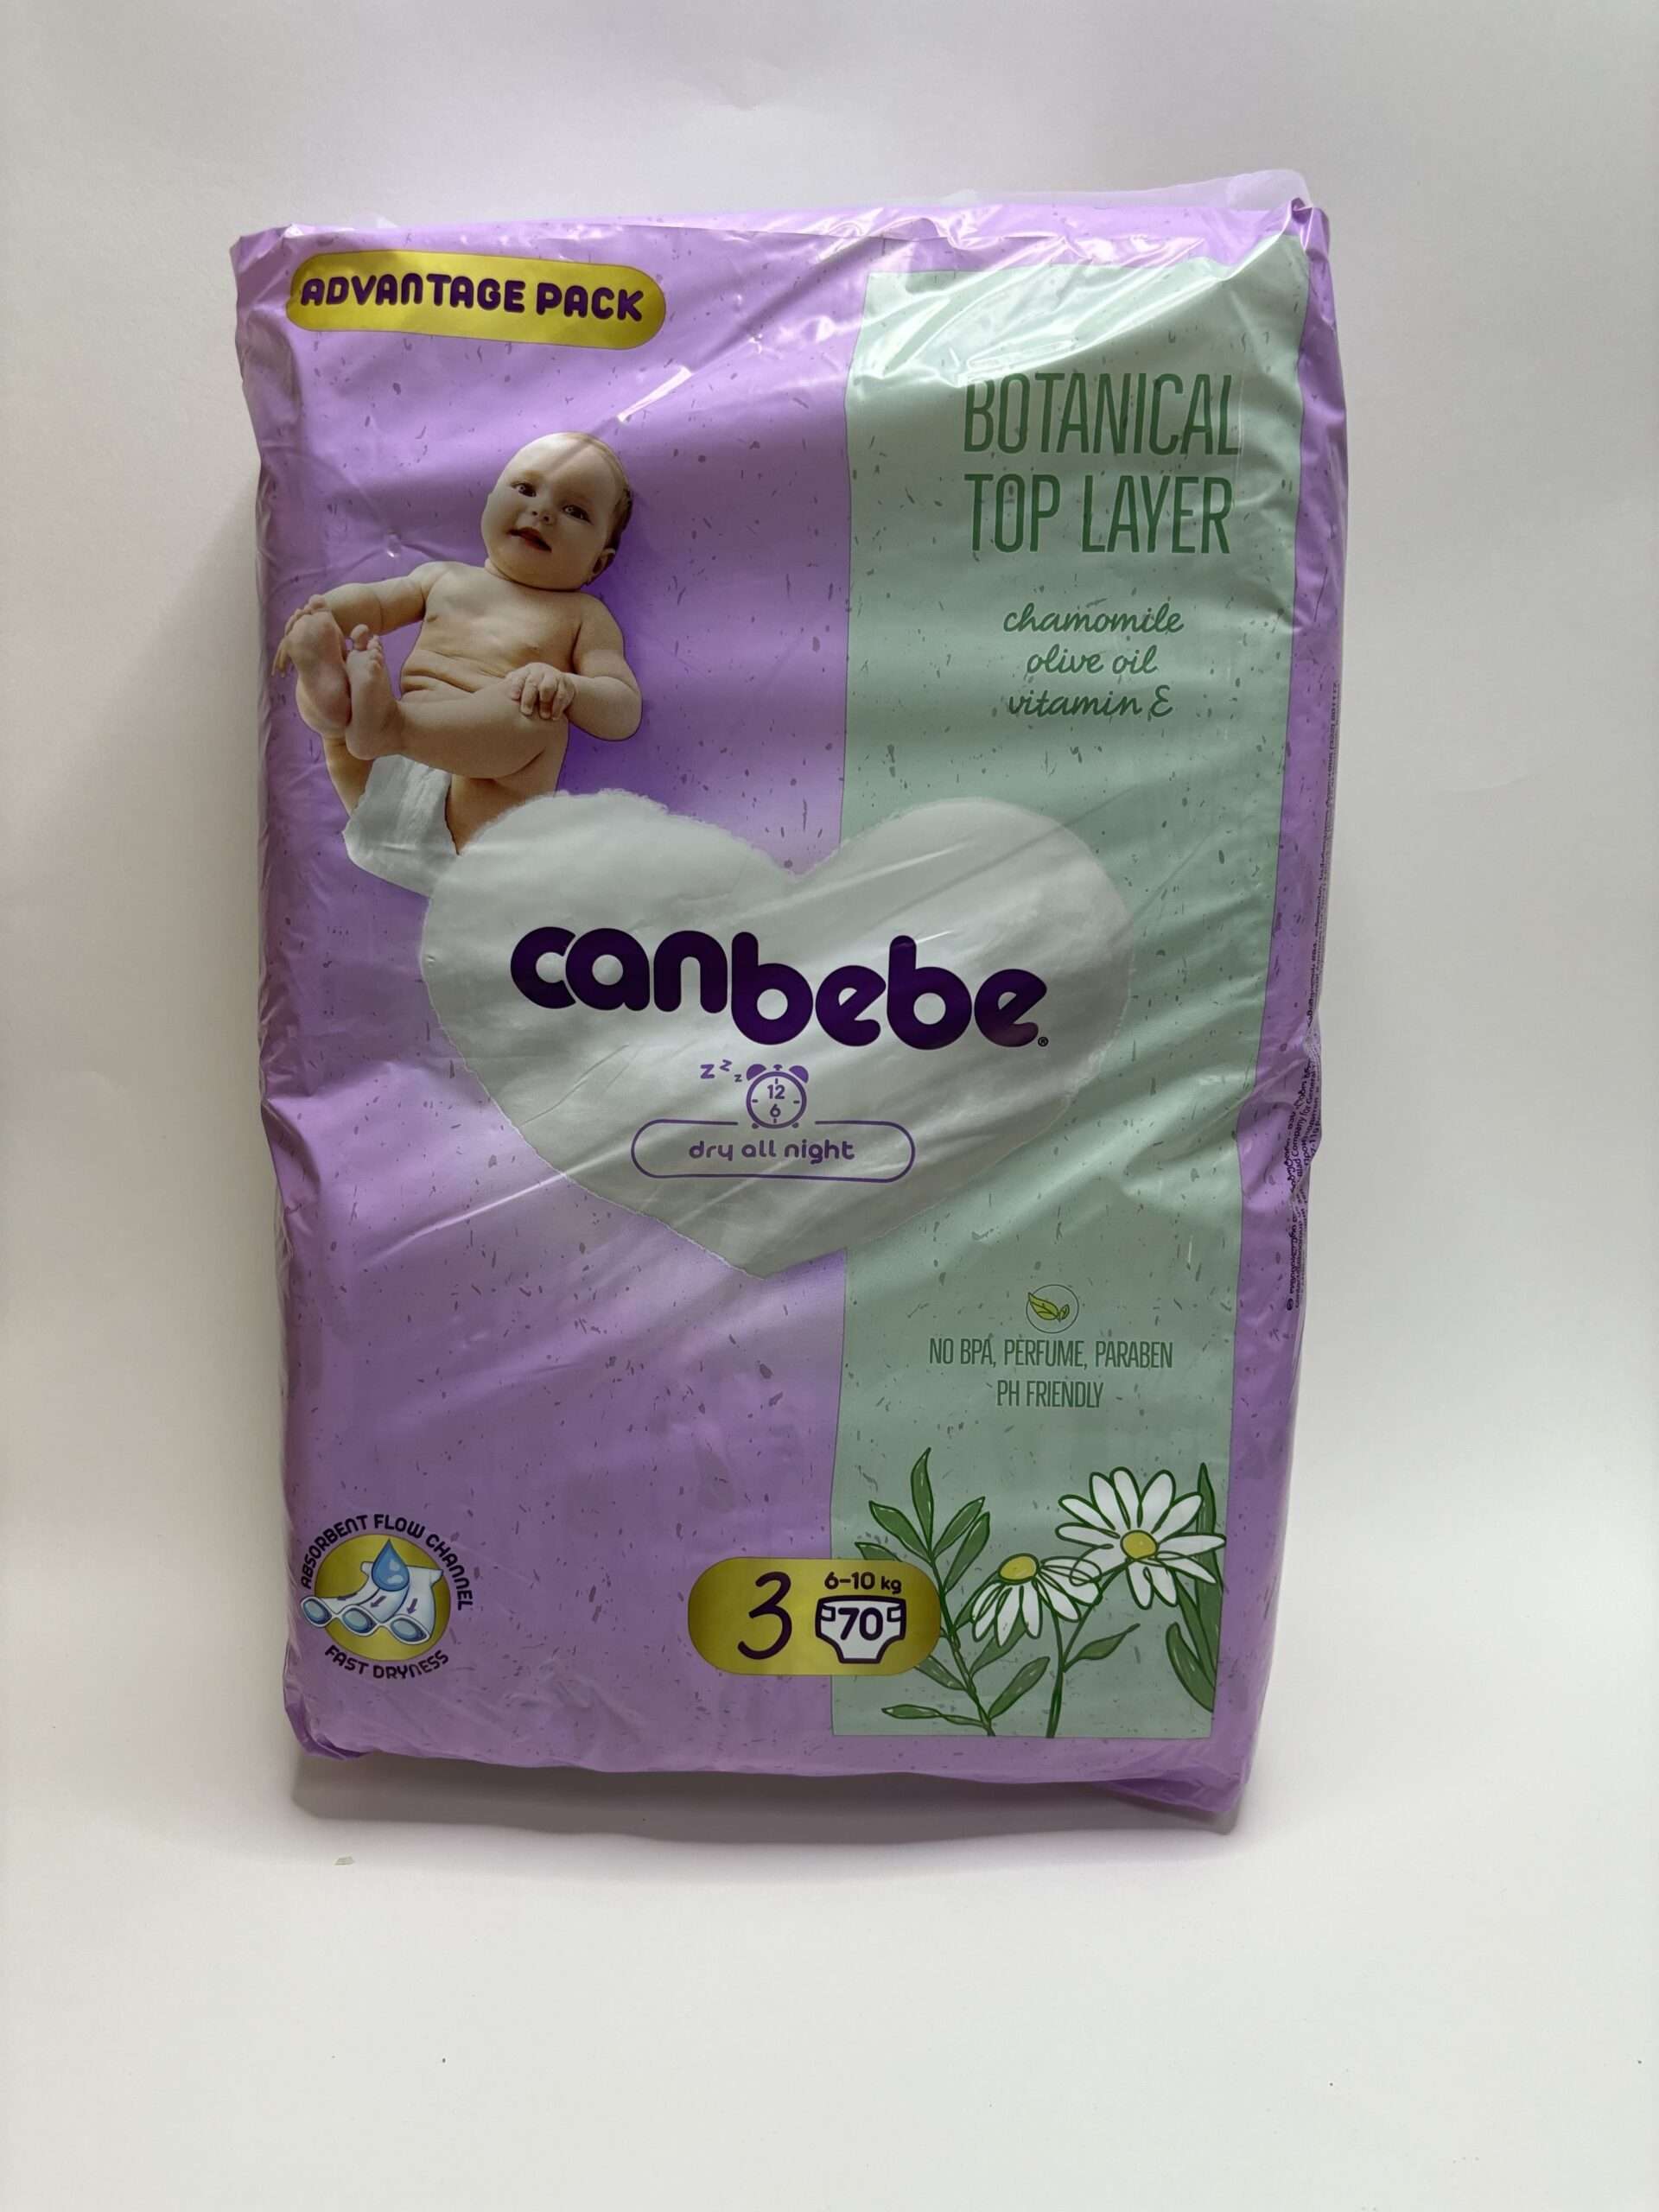 ADVANTAGE PACK
BOTANICAL
TOP LAYER
chamomile
olive oil
vitamin E
canbebe®
z z z
12
6
dry all night
NO BPA, PERFUME, PARABEN
PH FRIENDLY
ABSORBENT FLOW CHANNEL
FAST DRYNESS
3
6-10 kg
70